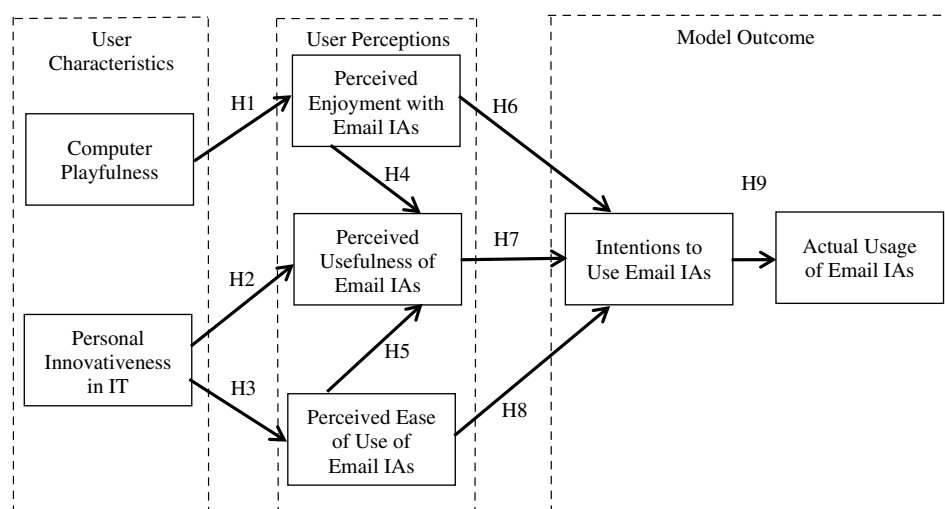 User
Characteristics
User Perceptions
Model Outcome
Computer
Playfulness
Personal
Innovativeness
in IT
H1
H2
H3
Perceived
Enjoyment with
Email IAs
H4
Perceived
Usefulness of
Email IAs
H5
Perceived Ease
of Use of
Email IAs
H6
H7
H8
Intentions to
Use Email IAs
H9
Actual Usage
of Email IAs